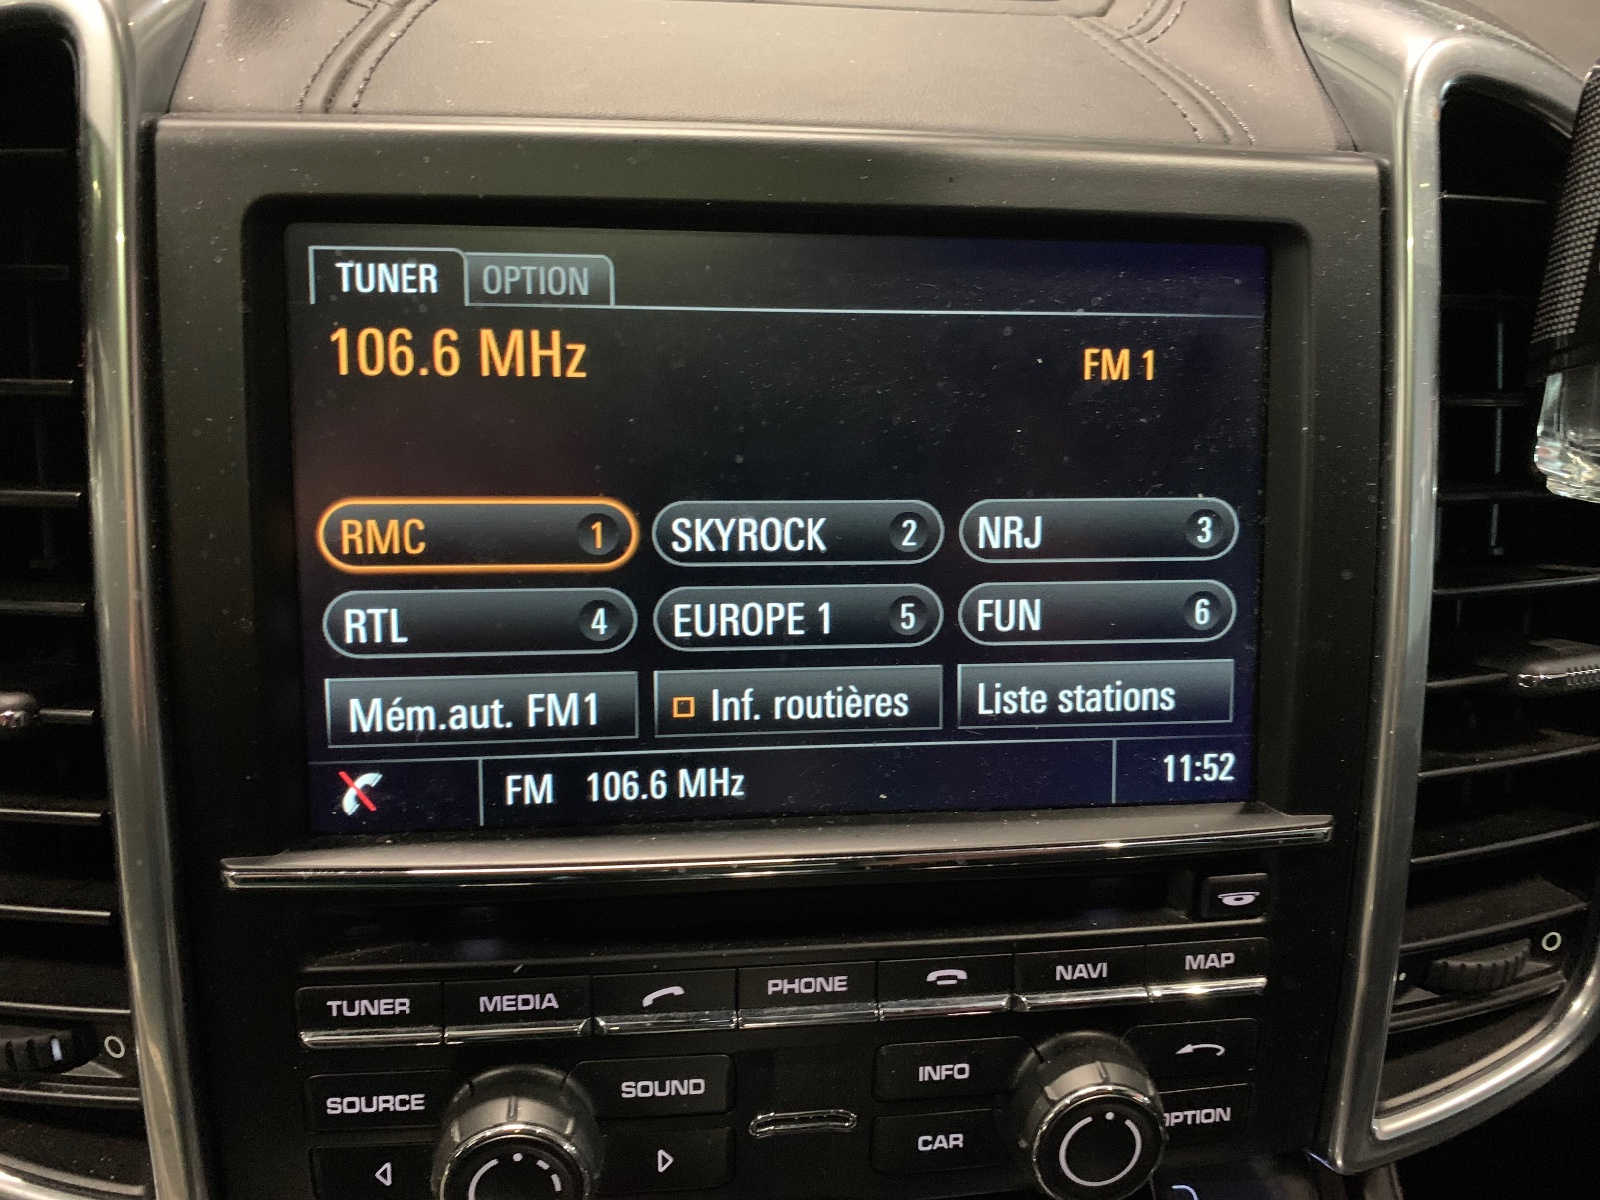 TUNER OPTION
106.6 MHz FM 1
RMC 1 SKYROCK 2 NRJ 3
RTL 4 EUROPE 1 5 FUN 6
Mém.aut. FM1 Inf. routières Liste stations
FM 106.6 MHz 11:52
TUNER MEDIA PHONE NAVI MAP
SOURCE SOUND INFO
CAR OPTION